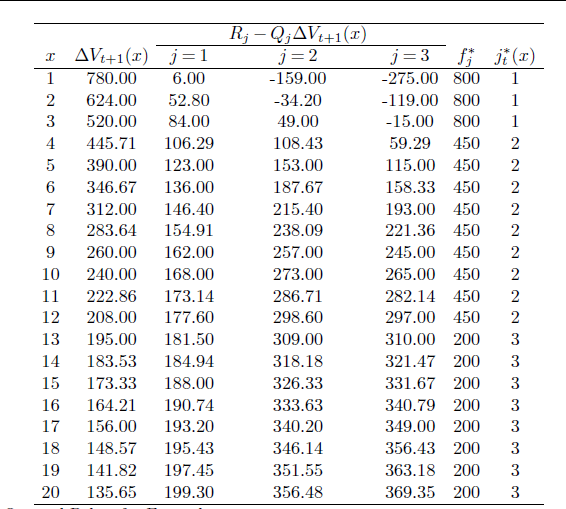 R_j − Q_jΔV_{t+1}(x)
x ΔV_{t+1}(x) j = 1 j = 2 j = 3 f_j^* j_t^*(x)
1 780.00 6.00 -159.00 -275.00 800 1
2 624.00 52.80 -34.20 -119.00 800 1
3 520.00 84.00 49.00 -15.00 800 1
4 445.71 106.29 108.43 59.29 450 2
5 390.00 123.00 153.00 115.00 450 2
6 346.67 136.00 187.67 158.33 450 2
7 312.00 146.40 215.40 193.00 450 2
8 283.64 154.91 238.09 221.36 450 2
9 260.00 162.00 257.00 245.00 450 2
10 240.00 168.00 273.00 265.00 450 2
11 222.86 173.14 286.71 282.14 450 2
12 208.00 177.60 298.60 297.00 450 2
13 195.00 181.50 309.00 310.00 200 3
14 183.53 184.94 318.18 321.47 200 3
15 173.33 188.00 326.33 331.67 200 3
16 164.21 190.74 333.63 340.79 200 3
17 156.00 193.20 340.20 349.00 200 3
18 148.57 195.43 346.14 356.43 200 3
19 141.82 197.45 351.55 363.18 200 3
20 135.65 199.30 356.48 369.35 200 3